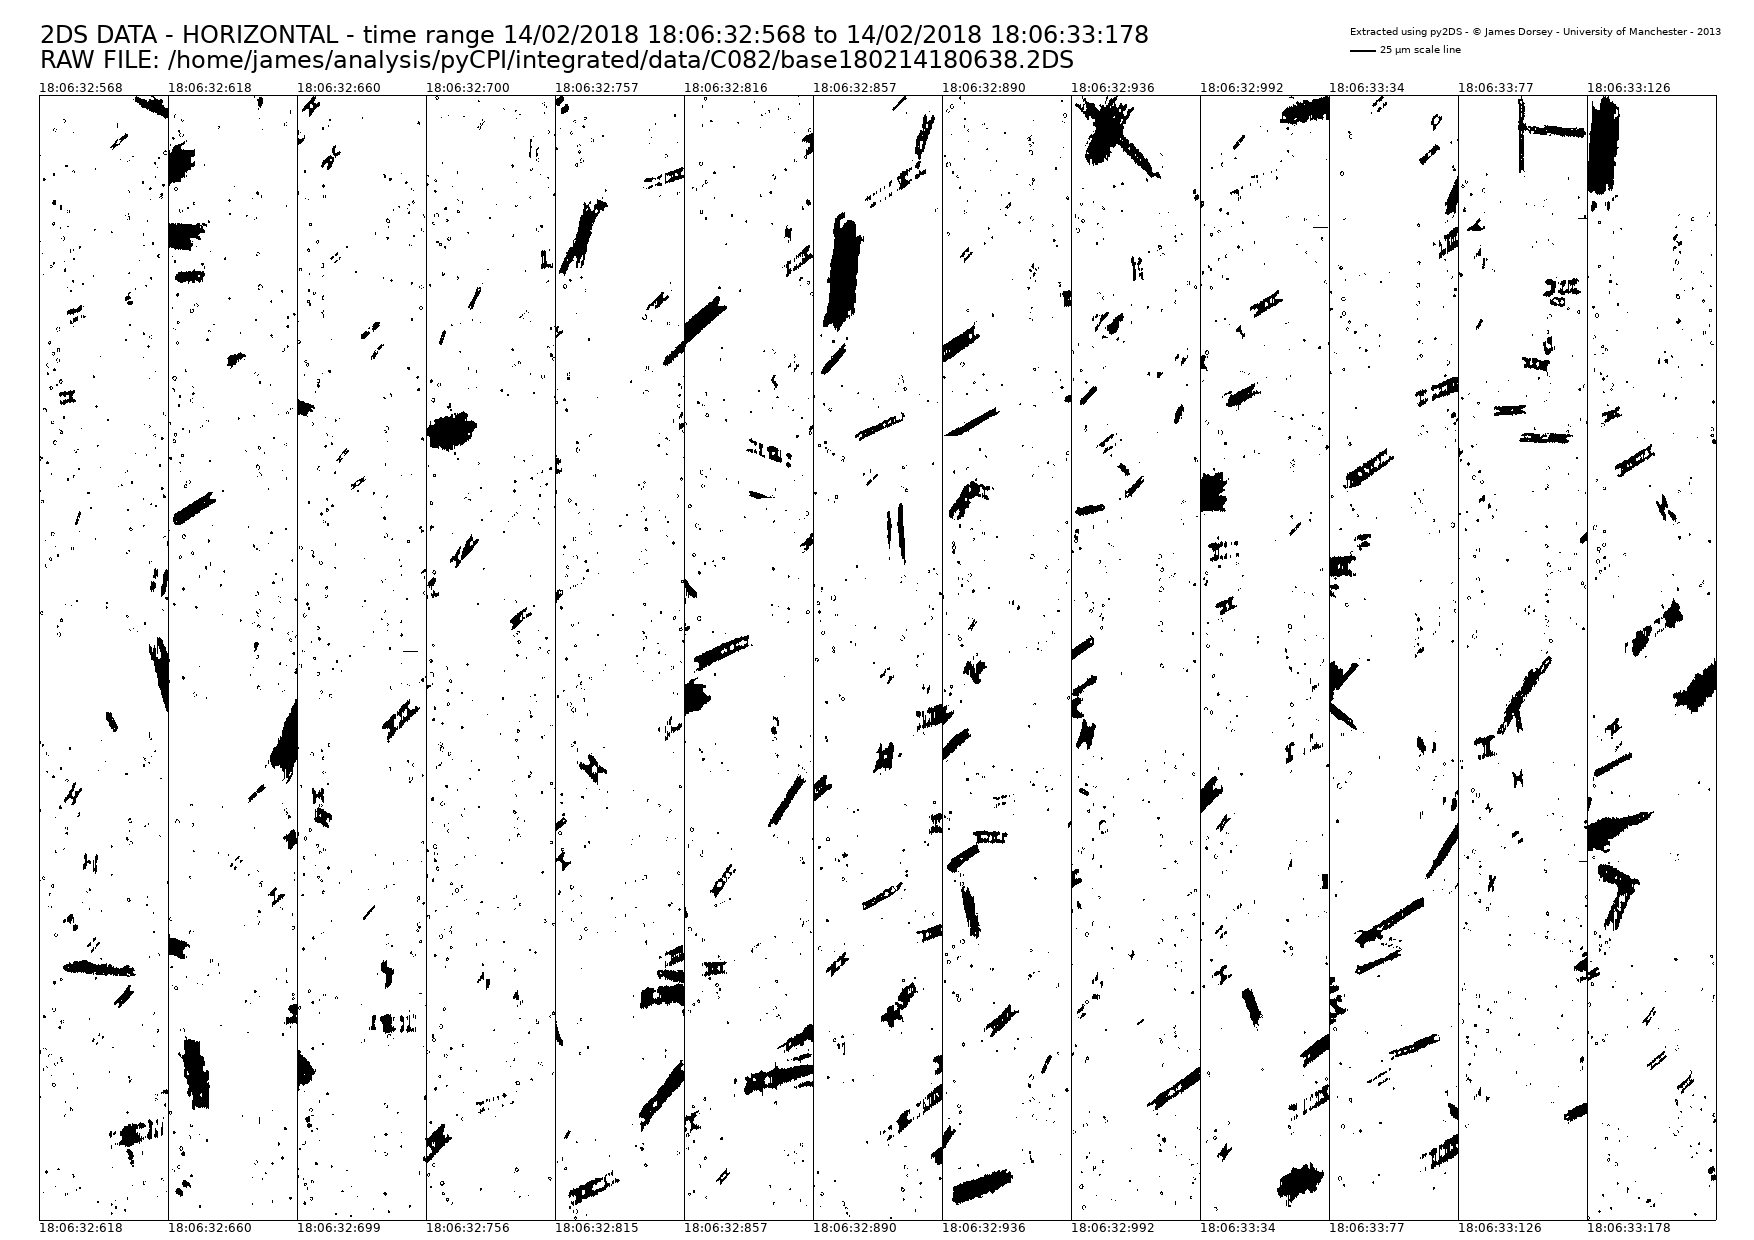 2DS DATA - HORIZONTAL - time range 14/02/2018 18:06:32:568 to 14/02/2018 18:06:33:178
RAW FILE: /home/james/analysis/pyCPI/integrated/data/C082/base180214180638.2DS
Extracted using py2DS - © James Dorsey - University of Manchester - 2013
25 μm scale line
18:06:32:568 18:06:32:618 18:06:32:660 18:06:32:700 18:06:32:757 18:06:32:816 18:06:32:857 18:06:32:890 18:06:32:936 18:06:32:992 18:06:33:34 18:06:33:77 18:06:33:126
18:06:32:618 18:06:32:660 18:06:32:699 18:06:32:756 18:06:32:815 18:06:32:857 18:06:32:890 18:06:32:936 18:06:32:992 18:06:33:34 18:06:33:77 18:06:33:126 18:06:33:178